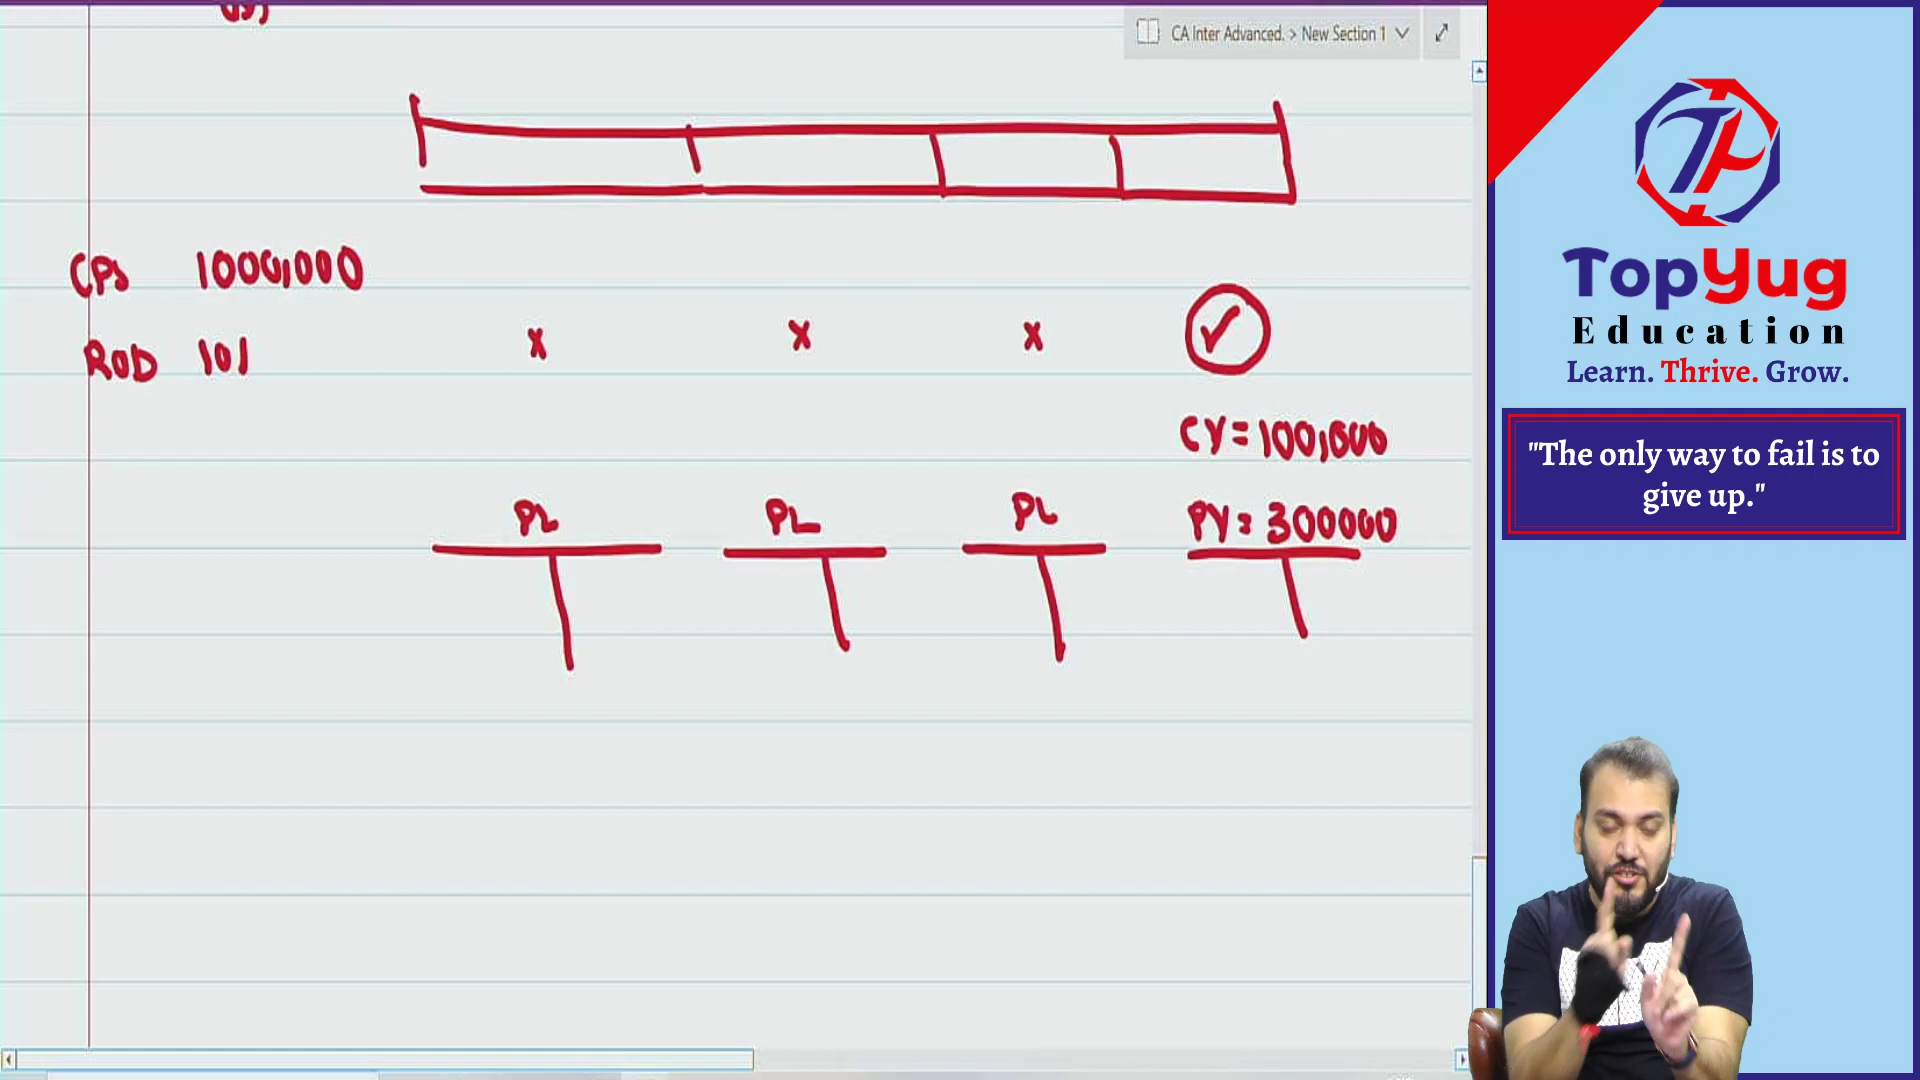 CA Inter Advanced. > New Section 1
CPS 1000,000
ROD 10%
x x x ✓
CY = 100,000
PL PL PL PY = 300000
TopYug
Education
Learn. Thrive. Grow.
"The only way to fail is to
give up."